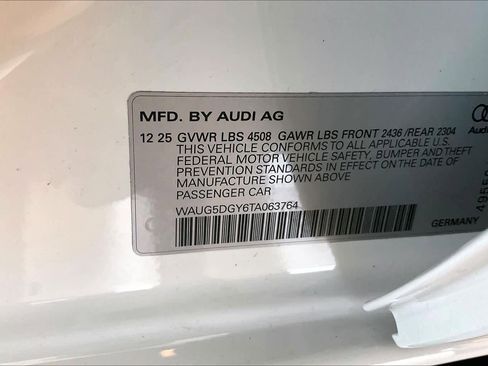 MFD. BY AUDI AG
12 25 GVWR LBS 4508 GAWR LBS FRONT 2436 /REAR 2304
THIS VEHICLE CONFORMS TO ALL APPLICABLE U.S.
FEDERAL MOTOR VEHICLE SAFETY, BUMPER AND THEFT
PREVENTION STANDARDS IN EFFECT ON THE DATE OF
MANUFACTURE SHOWN ABOVE
PASSENGER CAR
WAUG5DGY6TA063764
GERMANY
Audi